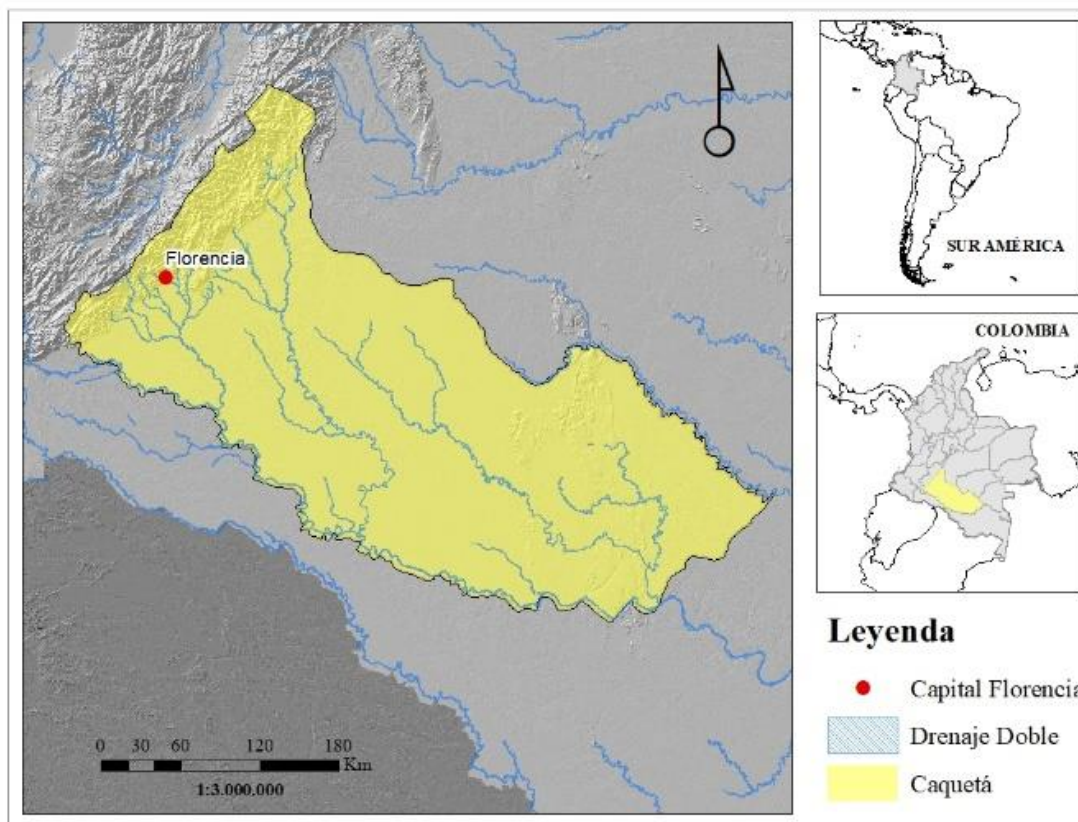 Florencia
0 30 60 120 180
Km
1:3.000.000
SUR AMÉRICA
COLOMBIA
Leyenda
Capital Florencia
Drenaje Doble
Caquetá